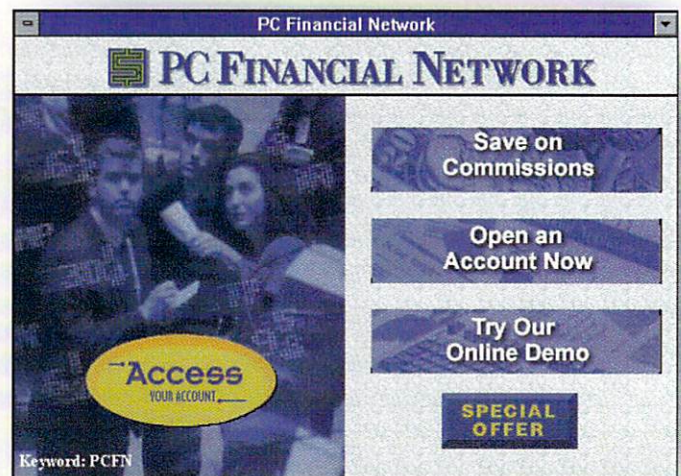 PC Financial Network
PC FINANCIAL NETWORK
Save on
Commissions
Open an
Account Now
Try Our
Online Demo
Access
YOUR ACCOUNT
SPECIAL
OFFER
Keyword: PCFN